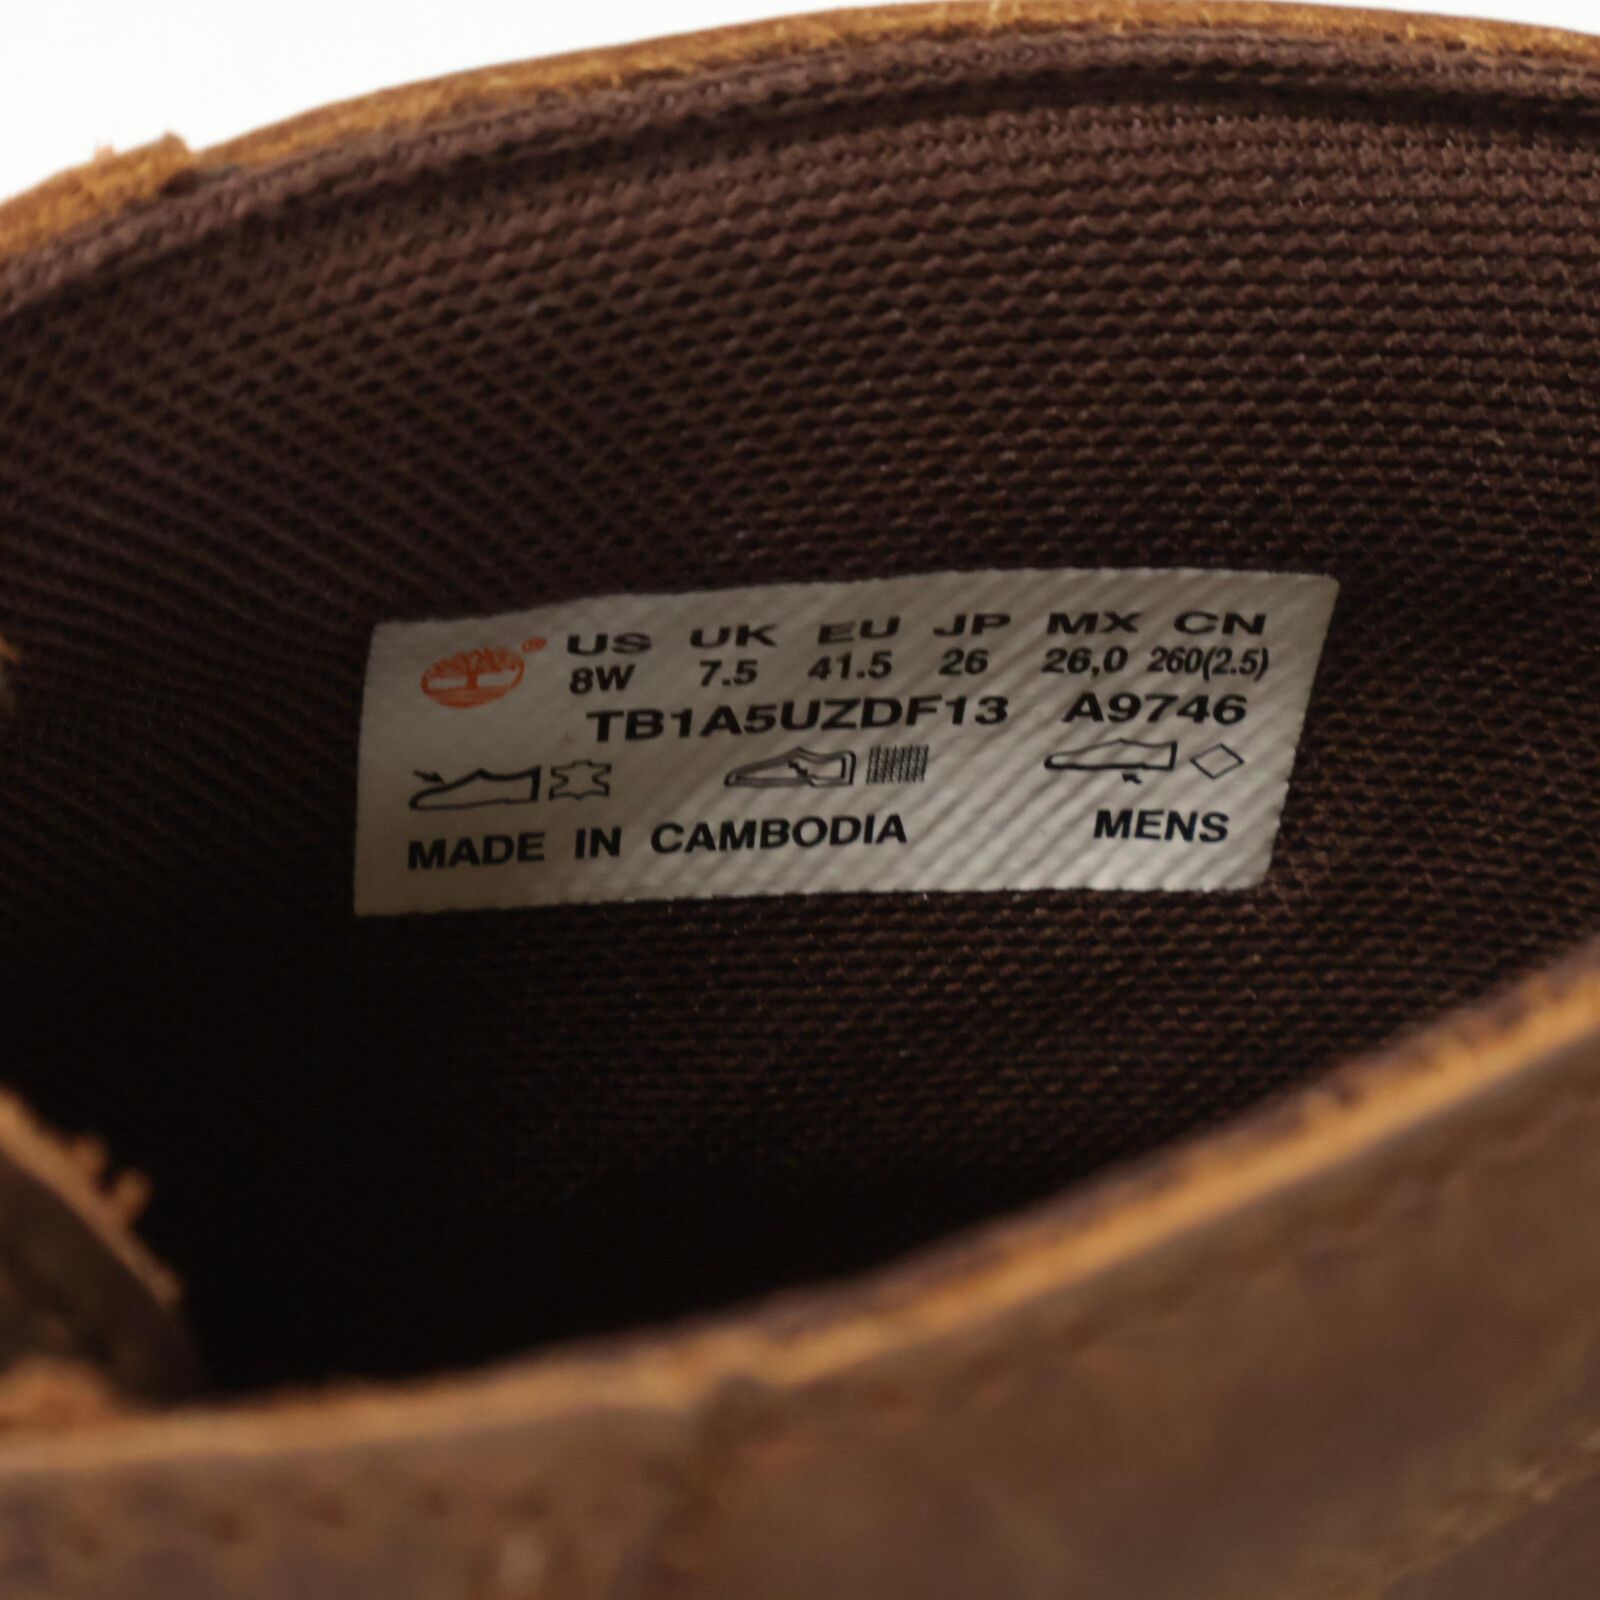 US UK EU JP MX CN
8W 7.5 41.5 26 26,0 260(2.5)
TB1A5UZDF13 A9746
MADE IN CAMBODIA MENS